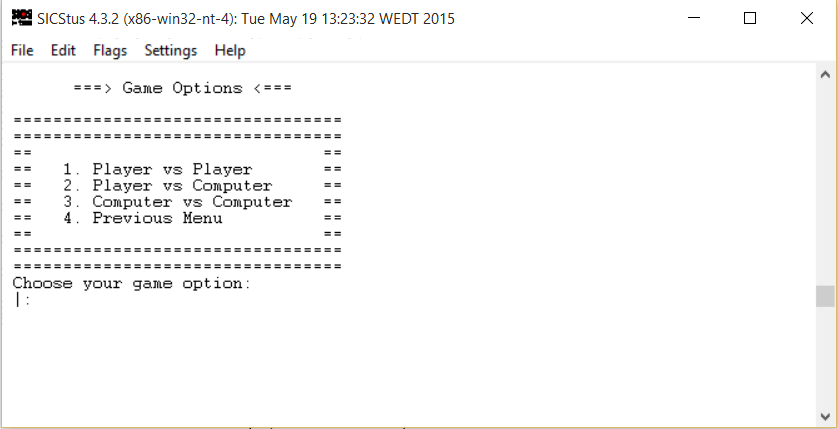 SICStus 4.3.2 (x86-win32-nt-4): Tue May 19 13:23:32 WEDT 2015
File Edit Flags Settings Help
===> Game Options <===
=================================
=================================
== ==
== 1. Player vs Player ==
== 2. Player vs Computer ==
== 3. Computer vs Computer ==
== 4. Previous Menu ==
== ==
=================================
=================================
Choose your game option:
|: